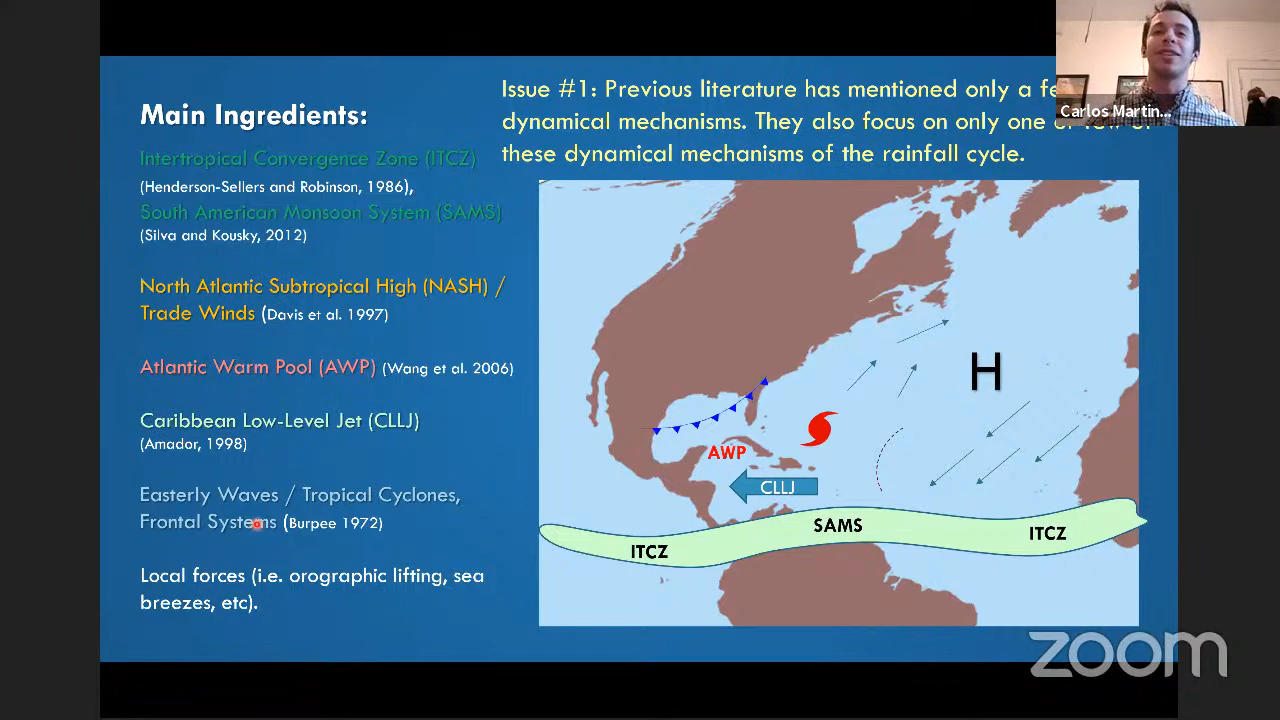 Main Ingredients:
Intertropical Convergence Zone (ITCZ)
(Henderson-Sellers and Robinson, 1986),
South American Monsoon System (SAMS)
(Silva and Kousky, 2012)
North Atlantic Subtropical High (NASH) /
Trade Winds (Davis et al. 1997)
Atlantic Warm Pool (AWP) (Wang et al. 2006)
Caribbean Low-Level Jet (CLLJ)
(Amador, 1998)
Easterly Waves / Tropical Cyclones,
Frontal Systems (Burpee 1972)
Local forces (i.e. orographic lifting, sea
breezes, etc).
Issue #1: Previous literature has mentioned only a
dynamical mechanisms. They also focus on only one
these dynamical mechanisms of the rainfall cycle.
H
AWP
CLLJ
SAMS
ITCZ
ITCZ
Carlos Martin...
zoom